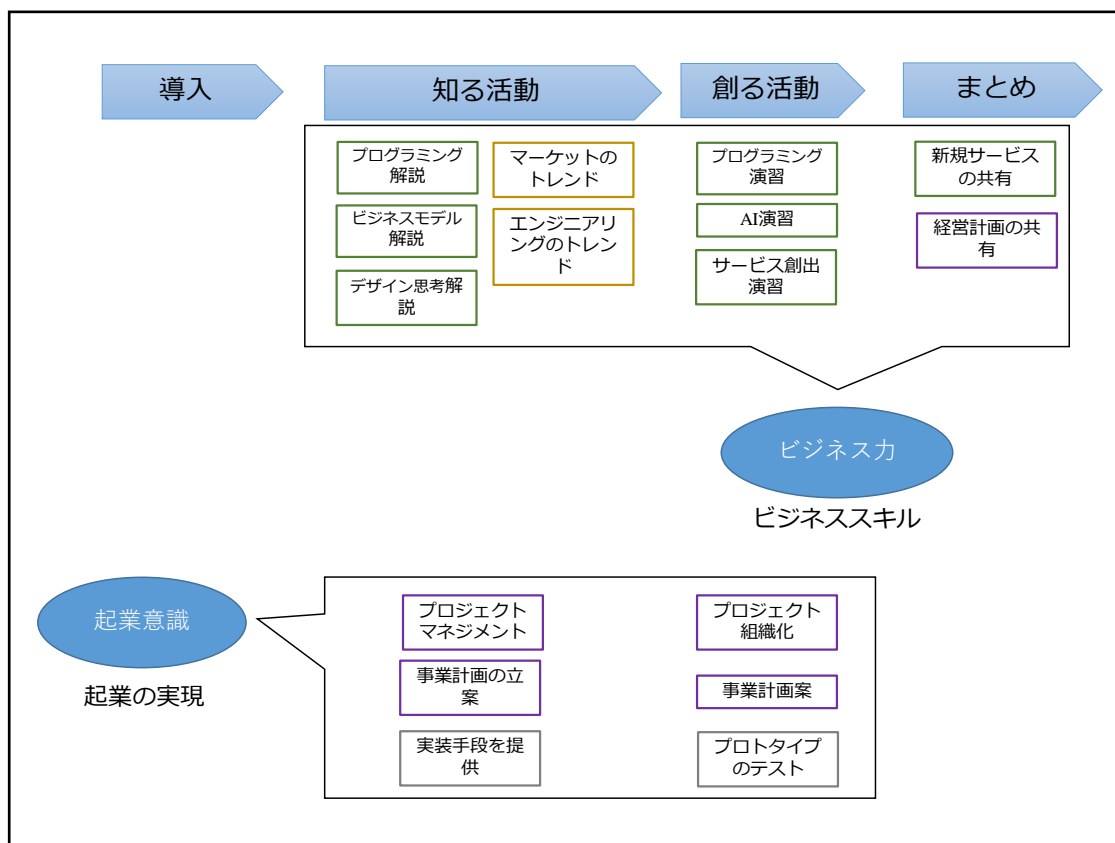 導入
知る活動
創る活動
まとめ
プログラミング
解説
ビジネスモデル
解説
デザイン思考解
説
マーケットの
トレンド
エンジニアリ
ングのトレン
ド
プログラミング
演習
AI演習
サービス創出
演習
新規サービス
の共有
経営計画の共
有
ビジネス力
ビジネススキル
起業意識
起業の実現
プロジェクト
マネジメント
事業計画の立
案
実装手段を提
供
プロジェクト
組織化
事業計画案
プロトタイプ
のテスト